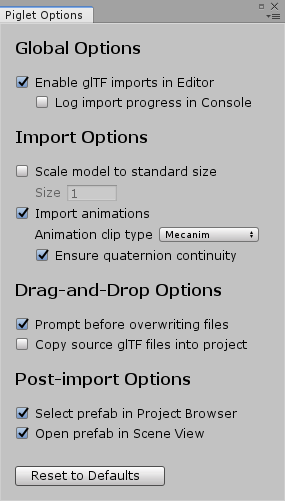 Piglet Options
Global Options
Enable glTF imports in Editor
Log import progress in Console
Import Options
Scale model to standard size
Size 1
Import animations
Animation clip type Mecanim
Ensure quaternion continuity
Drag-and-Drop Options
Prompt before overwriting files
Copy source glTF files into project
Post-import Options
Select prefab in Project Browser
Open prefab in Scene View
Reset to Defaults